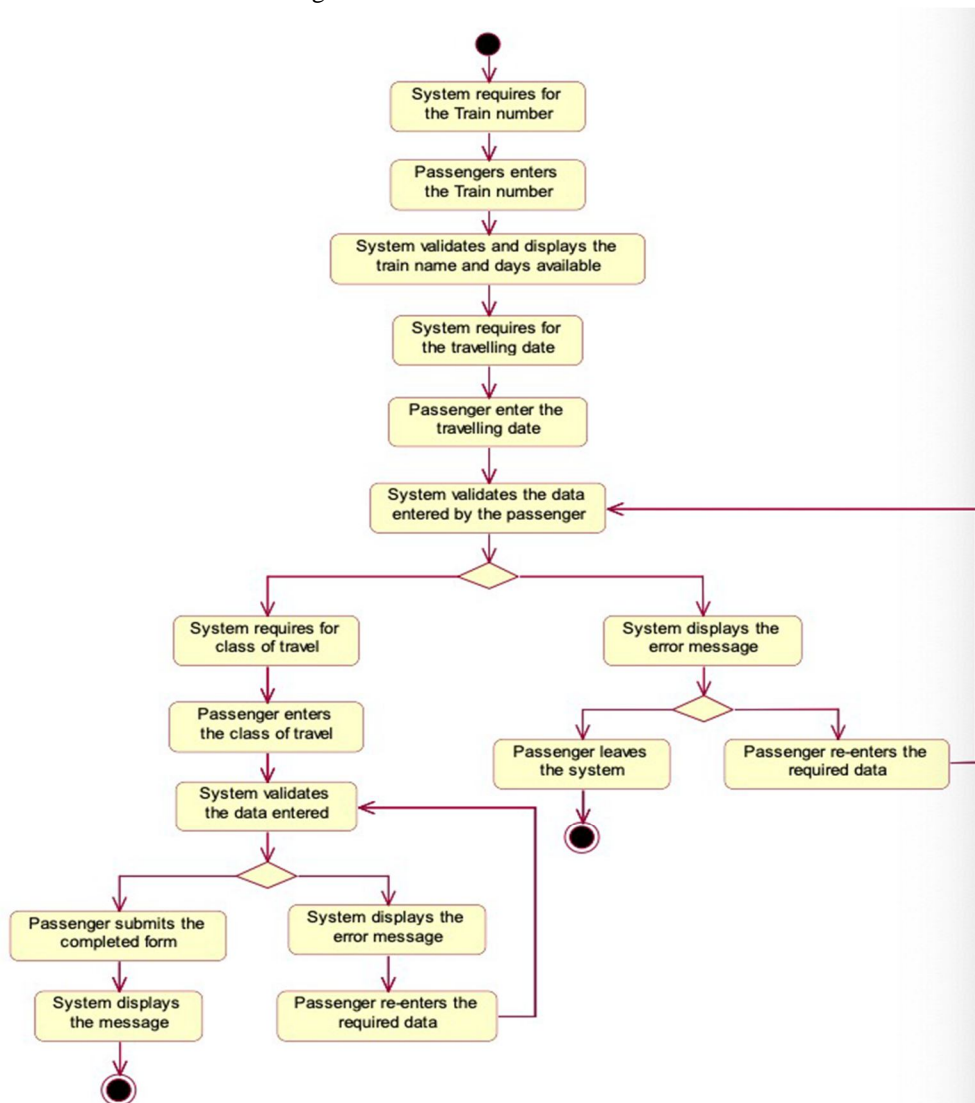 System requires for
the Train number
Passengers enters
the Train number
System validates and displays the
train name and days available
System requires for
the travelling date
Passenger enter the
travelling date
System validates the data
entered by the passenger
System requires for
class of travel
System displays the
error message
Passenger enters
the class of travel
Passenger leaves
the system
Passenger re-enters the
required data
System validates
the data entered
Passenger submits the
completed form
System displays the
error message
System displays
the message
Passenger re-enters the
required data